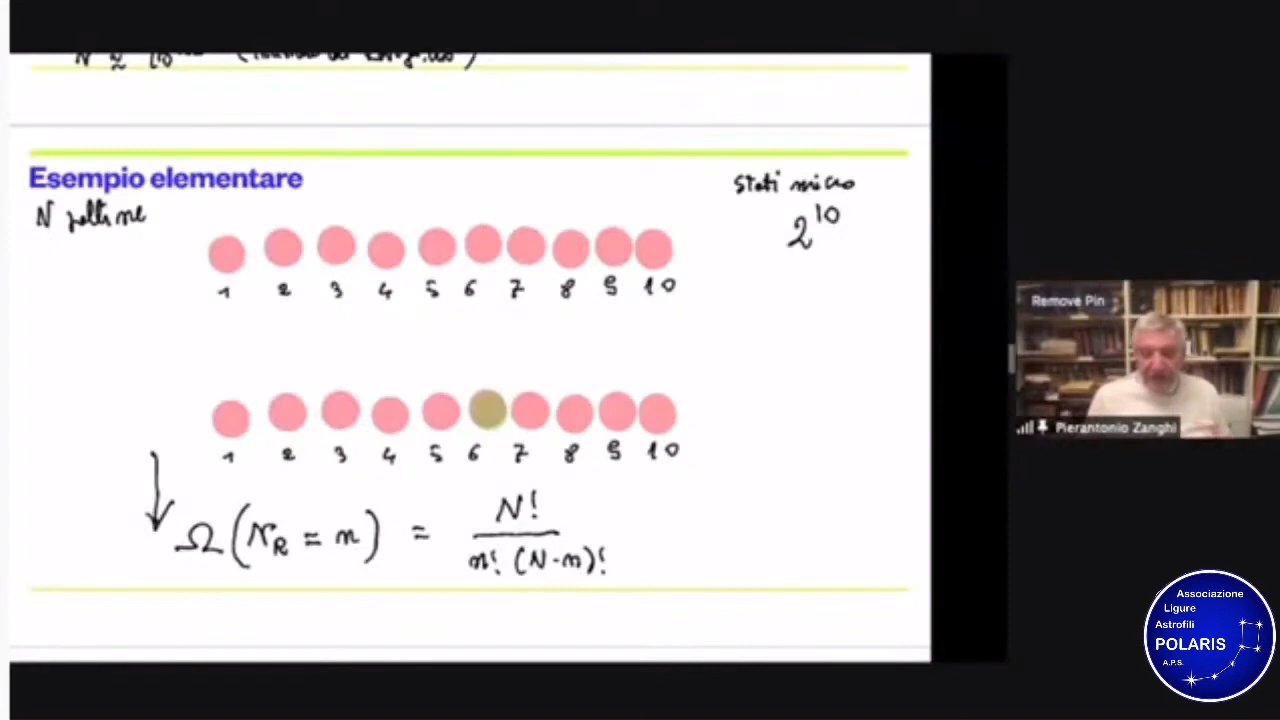 Esempio elementare
N palline
stati micro
2^10
1 2 3 4 5 6 7 8 9 10
1 2 3 4 5 6 7 8 9 10
Ω(N_R = n) = N! / n! (N-n)!
Remove Pin
Pierantonio Zanghì
Associazione
Ligure
Astrofili
POLARIS
A.P.S.